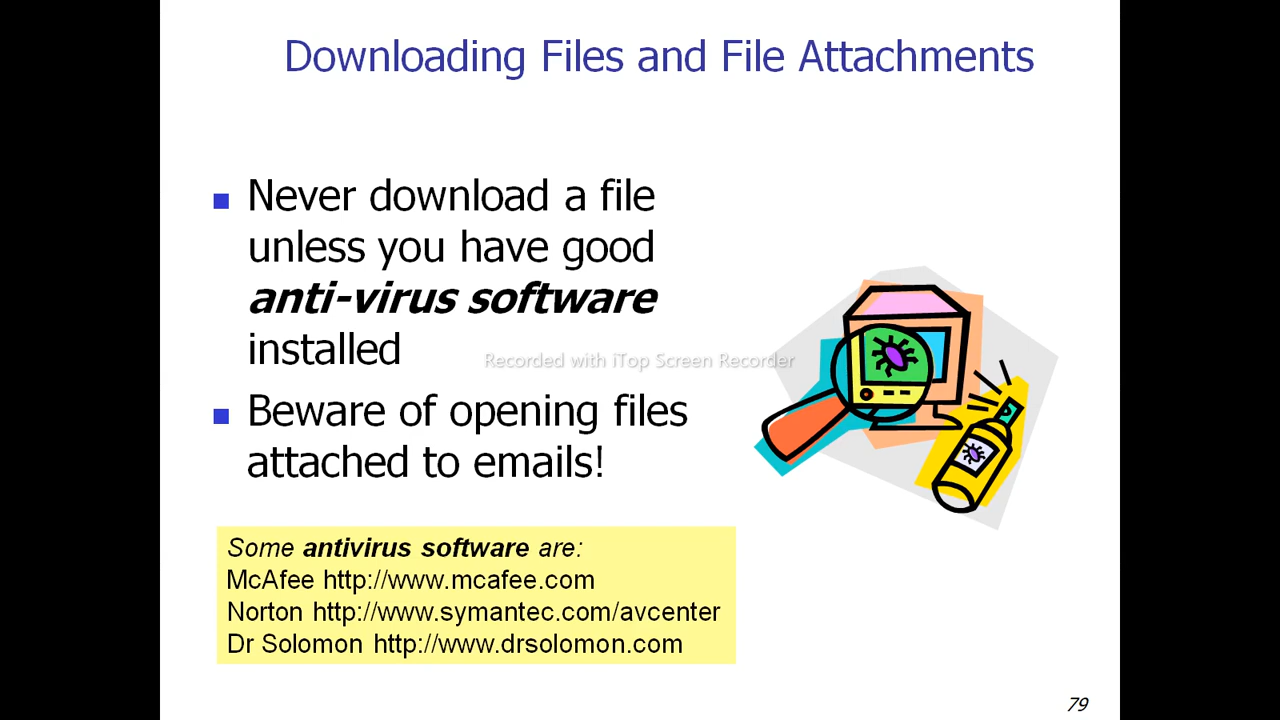 Downloading Files and File Attachments
Never download a file
unless you have good
anti-virus software
installed
Recorded with iTop Screen Recorder
Beware of opening files
attached to emails!
Some antivirus software are:
McAfee http://www.mcafee.com
Norton http://www.symantec.com/avcenter
Dr Solomon http://www.drsolomon.com
79